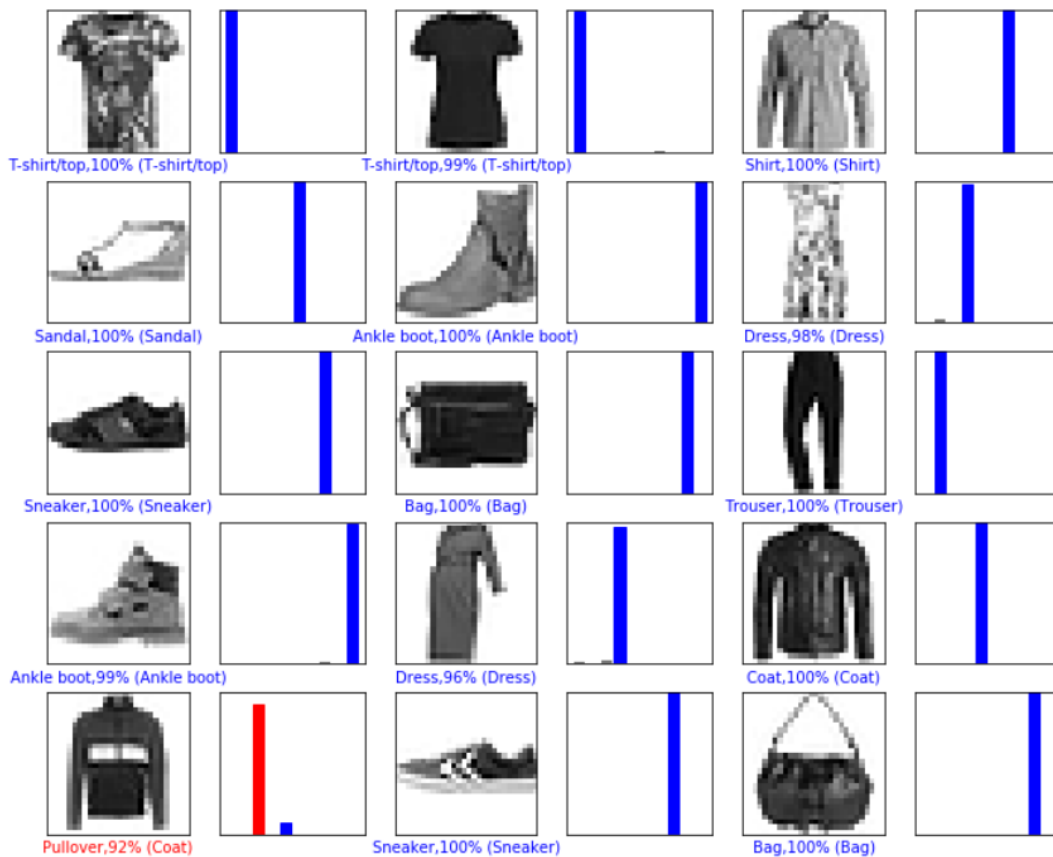 T-shirt/top,100% (T-shirt/top)
T-shirt/top,99% (T-shirt/top)
Shirt,100% (Shirt)
Sandal,100% (Sandal)
Ankle boot,100% (Ankle boot)
Dress,98% (Dress)
Sneaker,100% (Sneaker)
Bag,100% (Bag)
Trouser,100% (Trouser)
Ankle boot,99% (Ankle boot)
Dress,96% (Dress)
Coat,100% (Coat)
Pullover,92% (Coat)
Sneaker,100% (Sneaker)
Bag,100% (Bag)